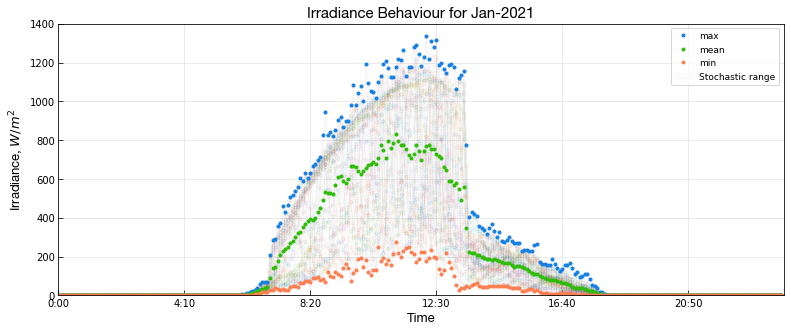 Irradiance Behaviour for Jan-2021
Irradiance, W/m²
1400
1200
1000
800
600
400
200
0
0:00 4:10 8:20 12:30 16:40 20:50
Time
max
mean
min
Stochastic range